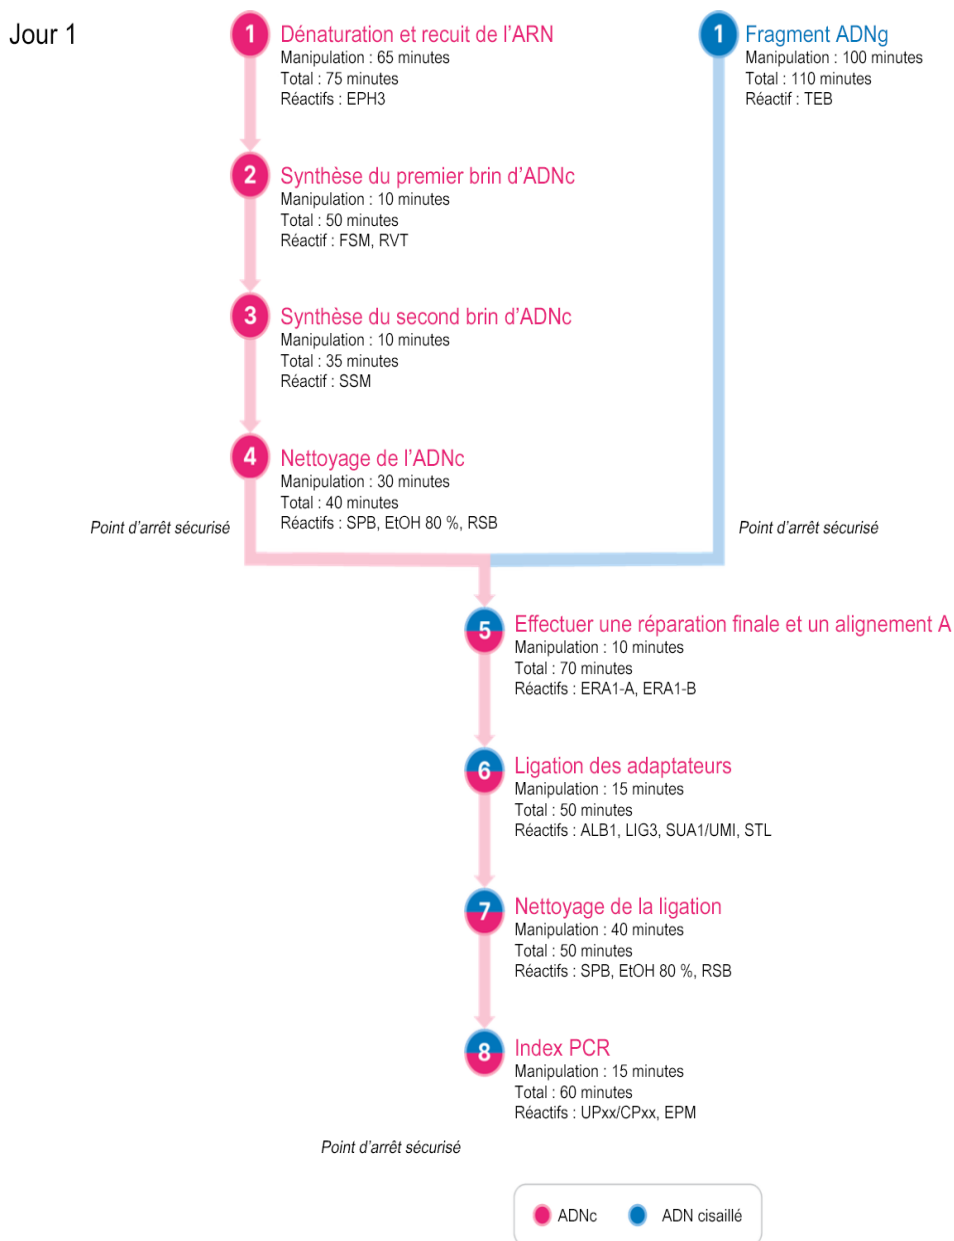 Jour 1
1
Dénaturation et recuit de l'ARN
Manipulation : 65 minutes
Total : 75 minutes
Réactifs : EPH3
1
Fragment ADNg
Manipulation : 100 minutes
Total : 110 minutes
Réactif : TEB
2
Synthèse du premier brin d'ADNc
Manipulation : 10 minutes
Total : 50 minutes
Réactif : FSM, RVT
3
Synthèse du second brin d'ADNc
Manipulation : 10 minutes
Total : 35 minutes
Réactif : SSM
4
Nettoyage de l'ADNc
Manipulation : 30 minutes
Total : 40 minutes
Réactifs : SPB, EtOH 80 %, RSB
Point d'arrêt sécurisé
Point d'arrêt sécurisé
5
Effectuer une réparation finale et un alignement A
Manipulation : 10 minutes
Total : 70 minutes
Réactifs : ERA1-A, ERA1-B
6
Ligation des adaptateurs
Manipulation : 15 minutes
Total : 50 minutes
Réactifs : ALB1, LIG3, SUA1/UMI, STL
7
Nettoyage de la ligation
Manipulation : 40 minutes
Total : 50 minutes
Réactifs : SPB, EtOH 80 %, RSB
8
Index PCR
Manipulation : 15 minutes
Total : 60 minutes
Réactifs : UPxx/CPxx, EPM
Point d'arrêt sécurisé
ADNc
ADN cisaillé